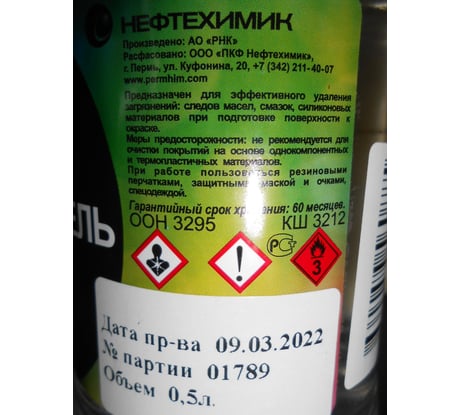 НЕФТЕХИМИК
Произведено: АО «РНК»
Расфасовано: ООО «ПКФ Нефтехимик»,
г. Пермь, ул. Куфонина, 20, +7 (342) 211-40-07
www.permhim.com
Предназначен для эффективного удаления
загрязнений: следов масел, смазок, силиконовых
материалов при подготовке поверхности к
окраске.
Меры предосторожности: не рекомендуется для
очистки покрытий на основе однокомпонентных
и термопластичных материалов.
При работе пользоваться резиновыми
перчатками, защитными маской и очками,
спецодеждой.
Гарантийный срок хранения: 60 месяцев.
ЕЛЬ
ООН 3295 КШ 3212
РСТ
3
Дата пр-ва 09.03.2022
№ партии 01789
Объем 0,5л.